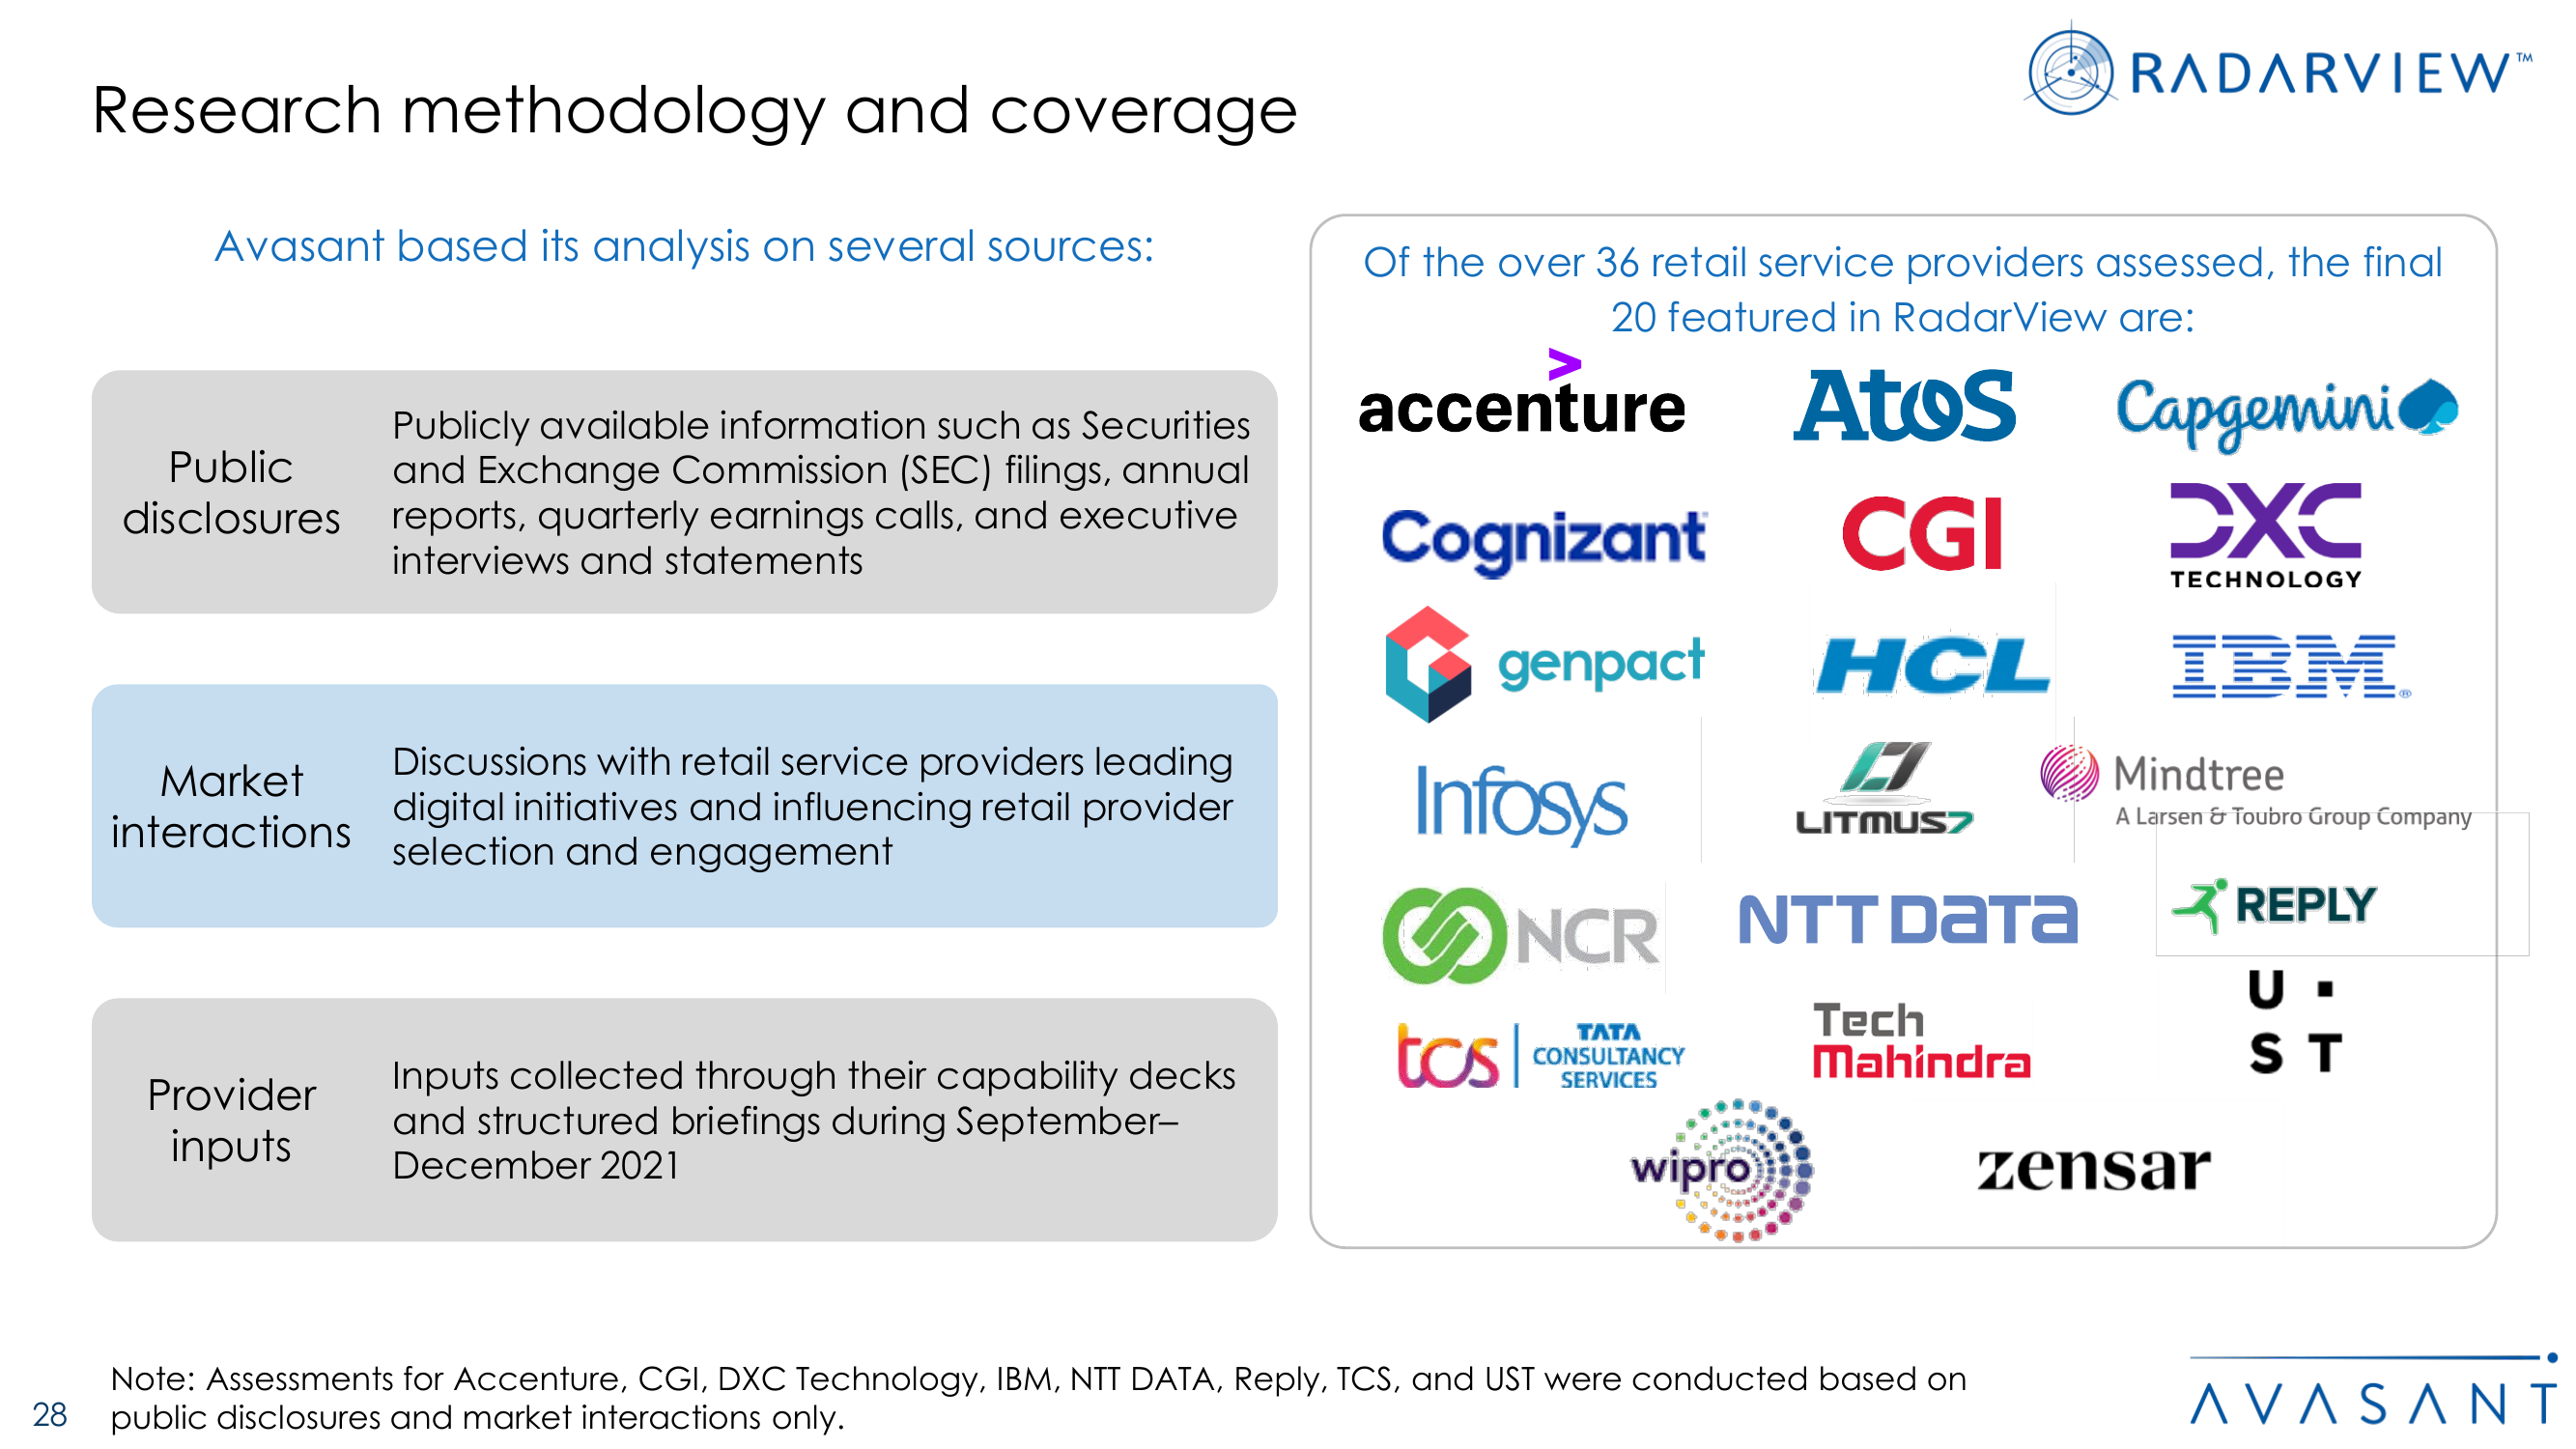 RADARVIEW™
Research methodology and coverage
Avasant based its analysis on several sources:
Public
disclosures
Publicly available information such as Securities
and Exchange Commission (SEC) filings, annual
reports, quarterly earnings calls, and executive
interviews and statements
Market
interactions
Discussions with retail service providers leading
digital initiatives and influencing retail provider
selection and engagement
Provider
inputs
Inputs collected through their capability decks
and structured briefings during September–
December 2021
Of the over 36 retail service providers assessed, the final
20 featured in RadarView are:
accenture
Atos
Capgemini
Cognizant
CGI
DXC
TECHNOLOGY
genpact
HCL
IBM®
Infosys
LITMUS7
Mindtree
A Larsen & Toubro Group Company
NCR
NTT DATA
REPLY
tcs
TATA
CONSULTANCY
SERVICES
Tech
Mahindra
U ·
S T
wipro
zensar
Note: Assessments for Accenture, CGI, DXC Technology, IBM, NTT DATA, Reply, TCS, and UST were conducted based on
public disclosures and market interactions only.
28
AVASANT